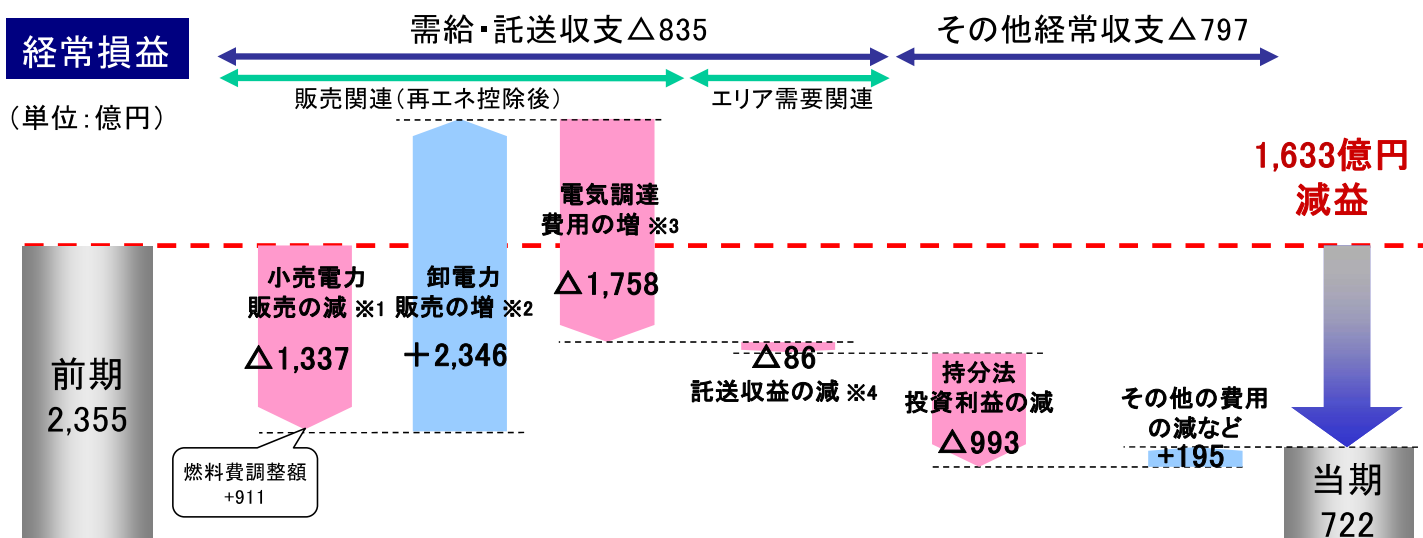 経常損益
(単位：億円)
需給・託送収支△835
その他経常収支△797
販売関連(再エネ控除後)
エリア需要関連
1,633億円
減益
前期
2,355
小売電力
販売の減 ※1
△1,337
燃料費調整額
+911
卸電力
販売の増 ※2
＋2,346
電気調達
費用の増 ※3
△1,758
△86
託送収益の減 ※4
持分法
投資利益の減
△993
その他の費用
の減など
+195
当期
722